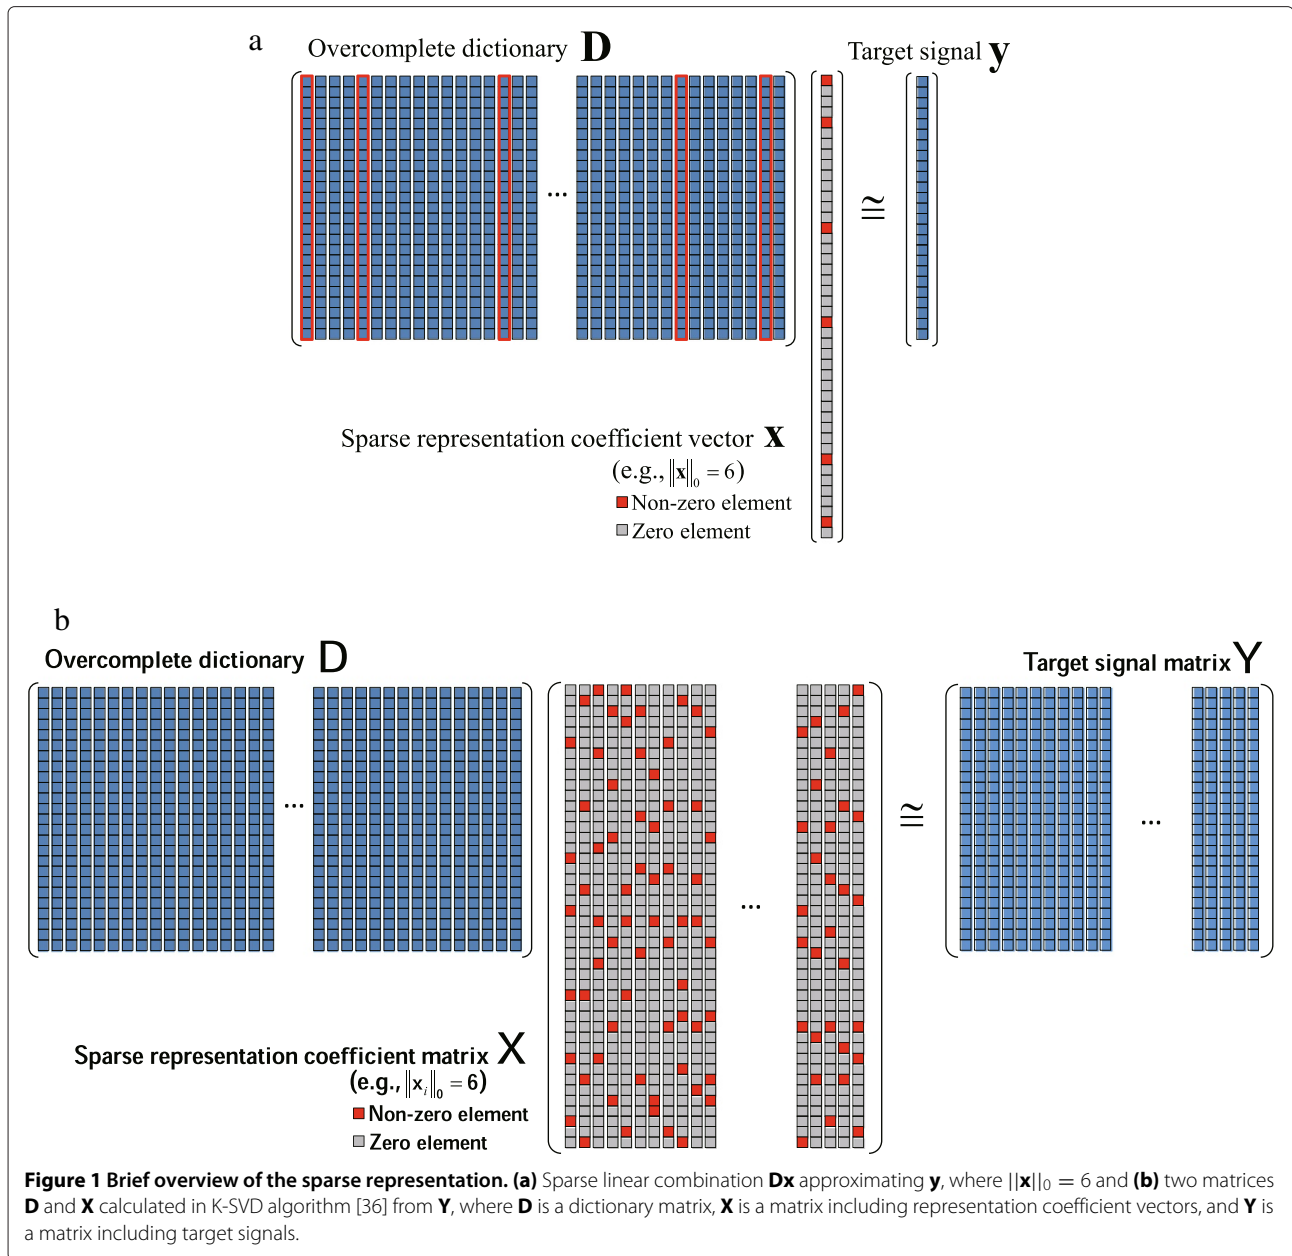 a
Overcomplete dictionary D
Target signal y
...
≅
Sparse representation coefficient vector x
(e.g., ||x||₀ = 6)
Non-zero element
Zero element
b
Overcomplete dictionary D
Target signal matrix Y
...
...
≅
...
Sparse representation coefficient matrix X
(e.g., ||xᵢ||₀ = 6)
Non-zero element
Zero element
Figure 1 Brief overview of the sparse representation. (a) Sparse linear combination Dx approximating y, where ||x||₀ = 6 and (b) two matrices
D and X calculated in K-SVD algorithm [36] from Y, where D is a dictionary matrix, X is a matrix including representation coefficient vectors, and Y is
a matrix including target signals.